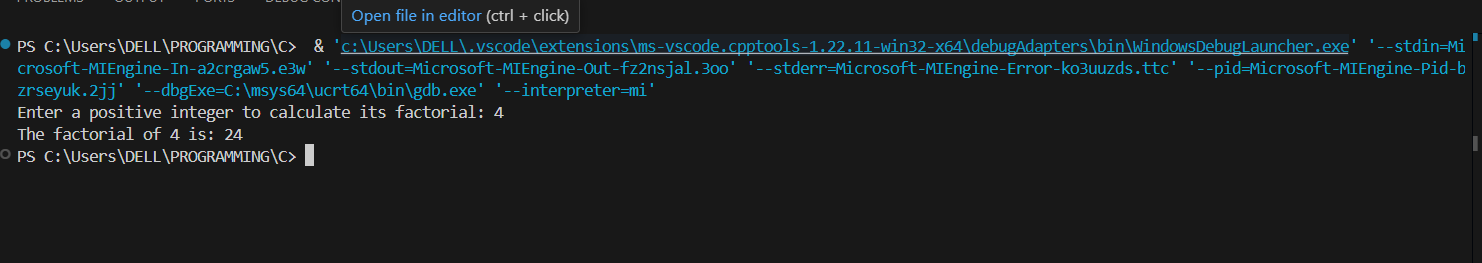 PROBLEMS OUTPUT PORTS DEBUG CON
Open file in editor (ctrl + click)
PS C:\Users\DELL\PROGRAMMING\C>  & 'c:\Users\DELL\.vscode\extensions\ms-vscode.cpptools-1.22.11-win32-x64\debugAdapters\bin\WindowsDebugLauncher.exe' '--stdin=Mi
crosoft-MIEngine-In-a2crgaw5.e3w' '--stdout=Microsoft-MIEngine-Out-fz2nsjal.3oo' '--stderr=Microsoft-MIEngine-Error-ko3uuzds.ttc' '--pid=Microsoft-MIEngine-Pid-b
zrseyuk.2jj' '--dbgExe=C:\msys64\ucrt64\bin\gdb.exe' '--interpreter=mi'
Enter a positive integer to calculate its factorial: 4
The factorial of 4 is: 24
PS C:\Users\DELL\PROGRAMMING\C>